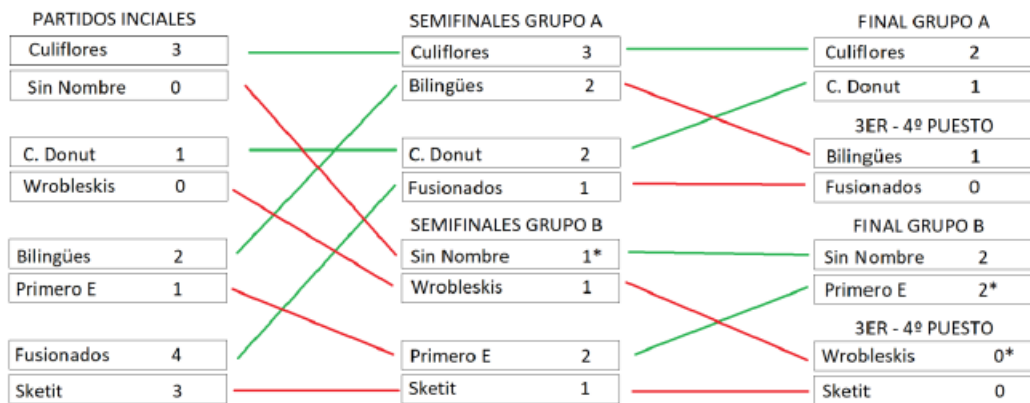 PARTIDOS INCIALES
Culiflores 3
Sin Nombre 0
C. Donut 1
Wrobleskis 0
Bilingües 2
Primero E 1
Fusionados 4
Sketit 3
SEMIFINALES GRUPO A
Culiflores 3
Bilingües 2
C. Donut 2
Fusionados 1
SEMIFINALES GRUPO B
Sin Nombre 1*
Wrobleskis 1
Primero E 2
Sketit 1
FINAL GRUPO A
Culiflores 2
C. Donut 1
3ER - 4º PUESTO
Bilingües 1
Fusionados 0
FINAL GRUPO B
Sin Nombre 2
Primero E 2*
3ER - 4º PUESTO
Wrobleskis 0*
Sketit 0